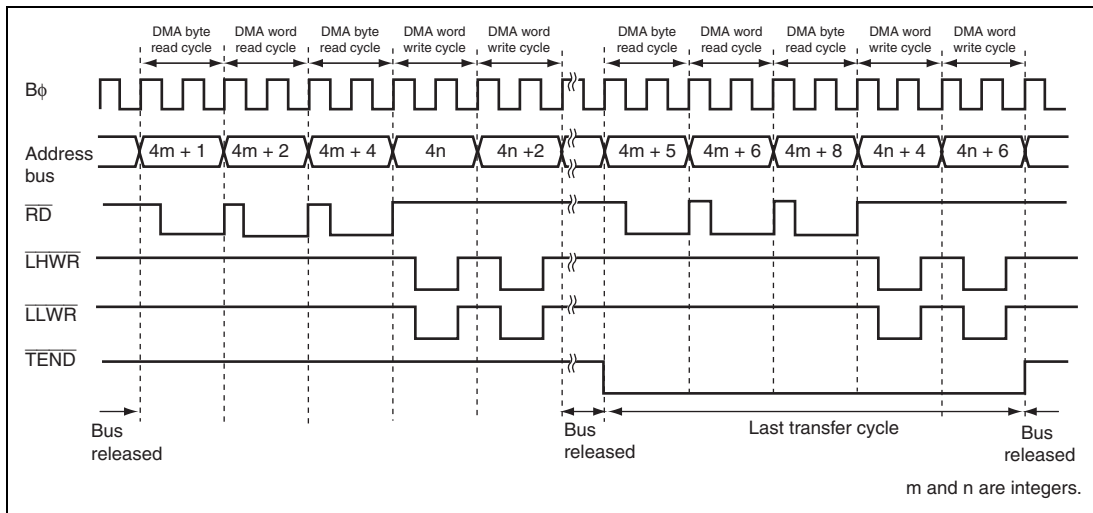 DMA byte read cycle
DMA word read cycle
DMA byte read cycle
DMA word write cycle
DMA word write cycle
DMA byte read cycle
DMA word read cycle
DMA byte read cycle
DMA word write cycle
DMA word write cycle
Bϕ
Address bus
4m + 1
4m + 2
4m + 4
4n
4n +2
4m + 5
4m + 6
4m + 8
4n + 4
4n + 6
RD
LHWR
LLWR
TEND
Bus released
Bus released
Last transfer cycle
Bus released
m and n are integers.